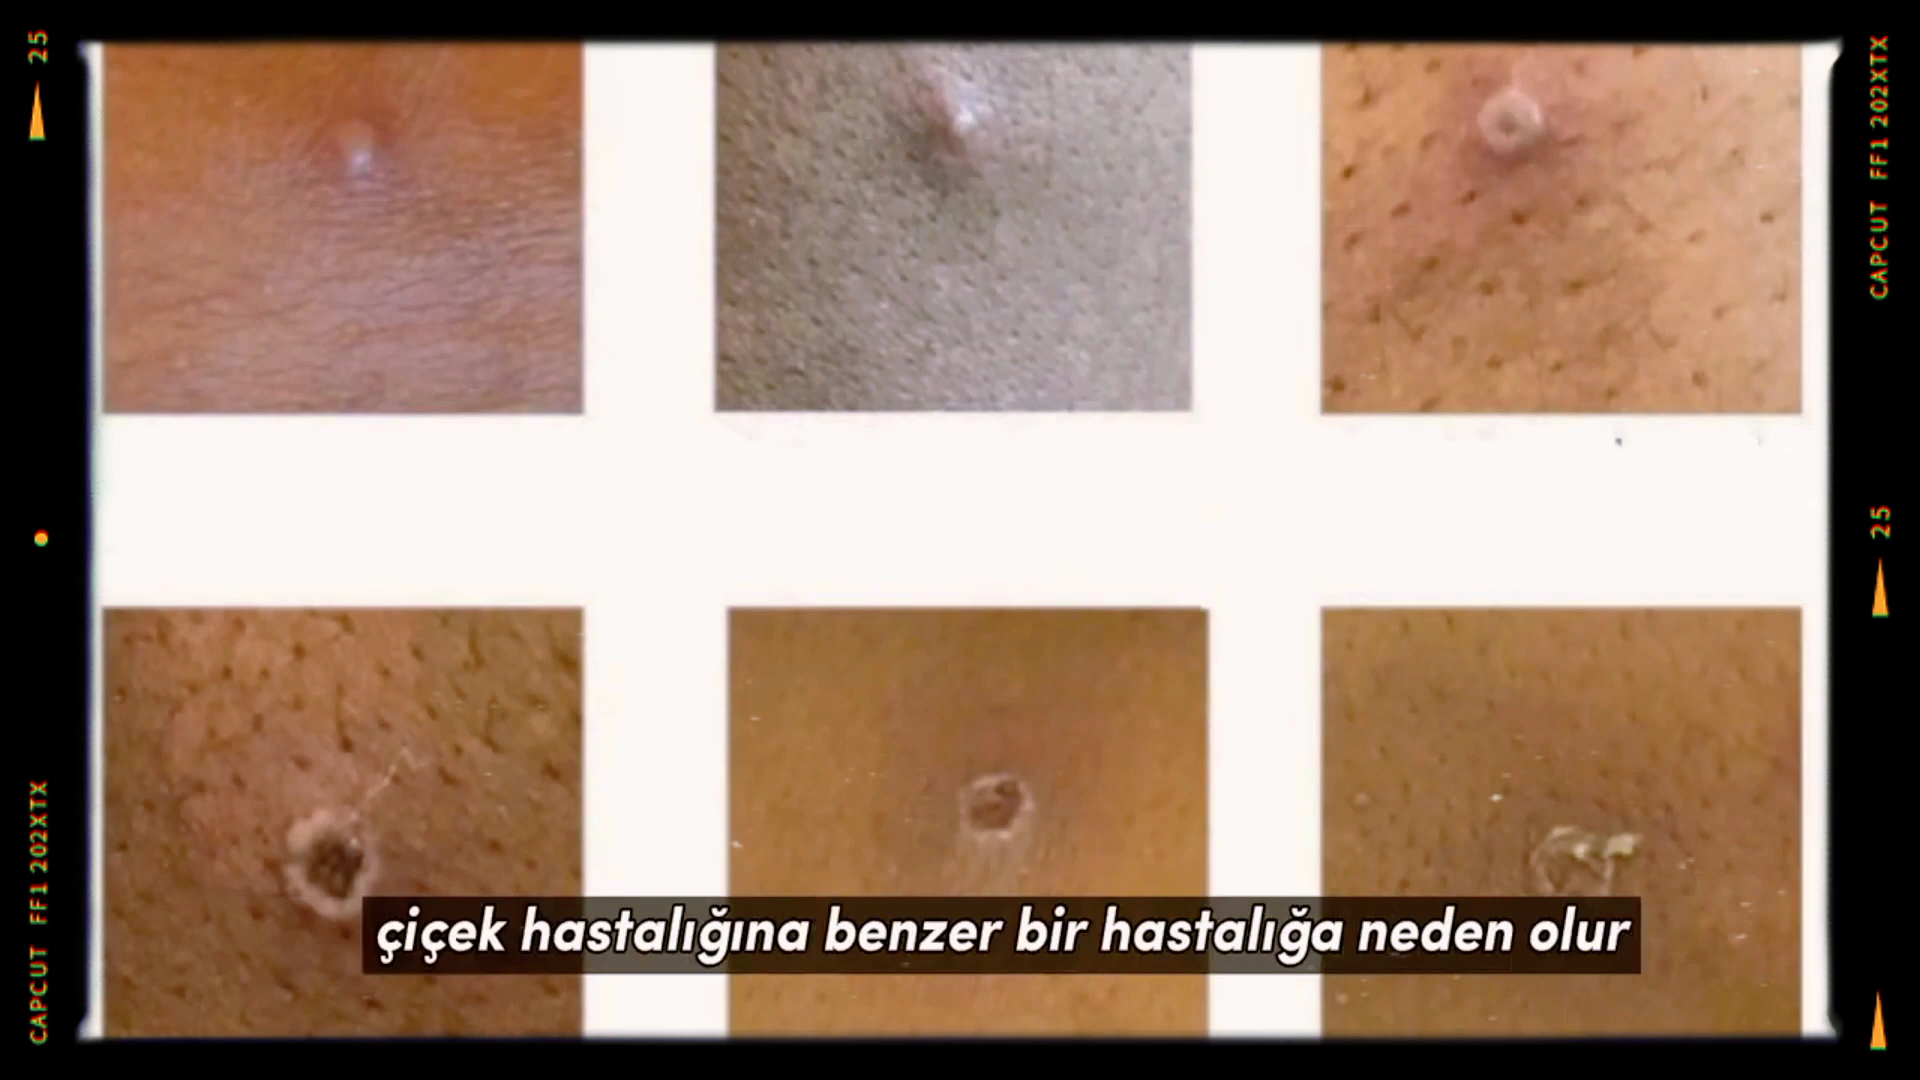 25
CAPCUT FF1 202XTX
çiçek hastalığına benzer bir hastalığa neden olur
25
CAPCUT FF1 202XTX